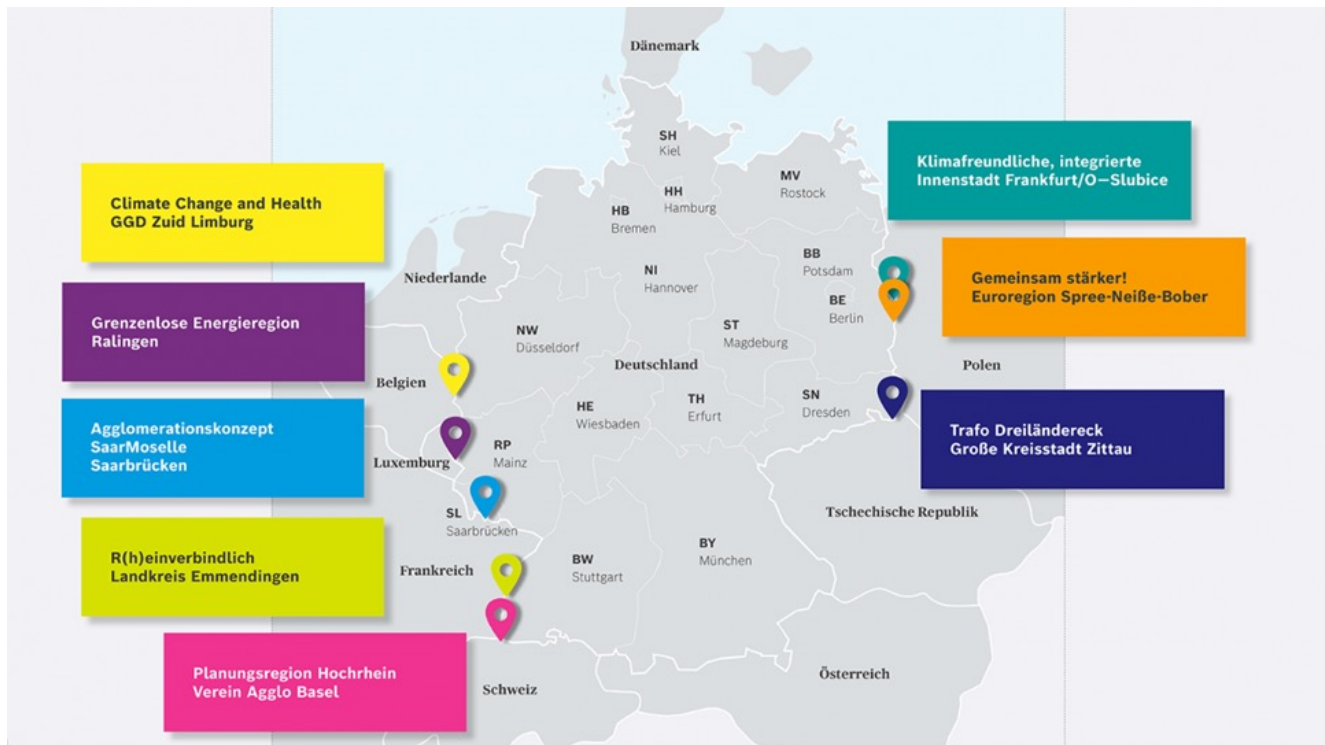 Dänemark
SH
Kiel
MV
Rostock
HH
Hamburg
HB
Bremen
Klimafreundliche, integrierte
Innenstadt Frankfurt/O—Slubice
Climate Change and Health
GGD Zuid Limburg
Niederlande
NI
Hannover
BB
Potsdam
BE
Berlin
Gemeinsam stärker!
Euroregion Spree-Neiße-Bober
Grenzenlose Energieregion
Ralingen
NW
Düsseldorf
ST
Magdeburg
Deutschland
Polen
Belgien
HE
Wiesbaden
TH
Erfurt
SN
Dresden
Agglomerationskonzept
SaarMoselle
Saarbrücken
Luxemburg
RP
Mainz
Trafo Dreiländereck
Große Kreisstadt Zittau
SL
Saarbrücken
Tschechische Republik
R(h)einverbindlich
Landkreis Emmendingen
Frankreich
BW
Stuttgart
BY
München
Planungsregion Hochrhein
Verein Agglo Basel
Schweiz
Österreich